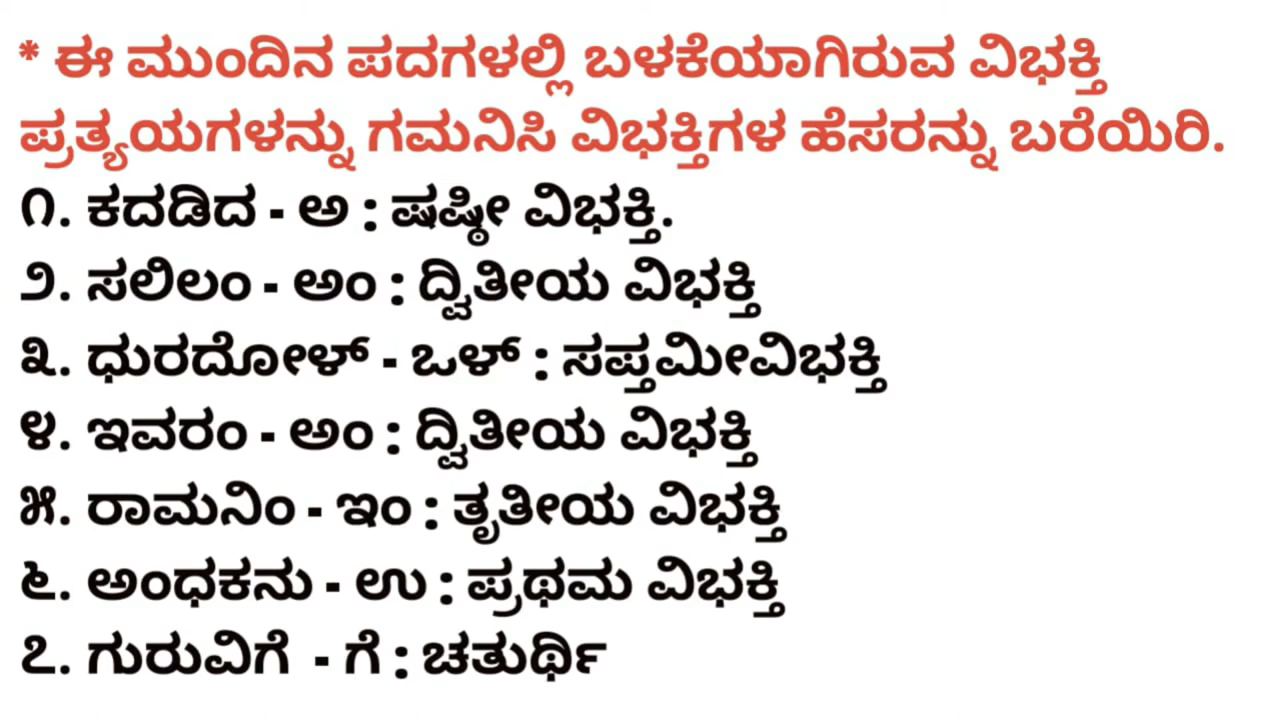 * ಈ ಮುಂದಿನ ಪದಗಳಲ್ಲಿ ಬಳಕೆಯಾಗಿರುವ ವಿಭಕ್ತಿ
ಪ್ರತ್ಯಯಗಳನ್ನು ಗಮನಿಸಿ ವಿಭಕ್ತಿಗಳ ಹೆಸರನ್ನು ಬರೆಯಿರಿ.
೧. ಕದಡಿದ - ಅ : ಷಷ್ಠೀ ವಿಭಕ್ತಿ.
೨. ಸಲಿಲಂ - ಅಂ : ದ್ವಿತೀಯ ವಿಭಕ್ತಿ
೩. ಧುರದೋಳ್ - ಒಳ್ : ಸಪ್ತಮೀವಿಭಕ್ತಿ
೪. ಇವರಂ - ಅಂ : ದ್ವಿತೀಯ ವಿಭಕ್ತಿ
೫. ರಾಮನಿಂ - ಇಂ : ತೃತೀಯ ವಿಭಕ್ತಿ
೬. ಅಂಧಕನು - ಉ : ಪ್ರಥಮ ವಿಭಕ್ತಿ
೭. ಗುರುವಿಗೆ - ಗೆ : ಚತುರ್ಥಿ